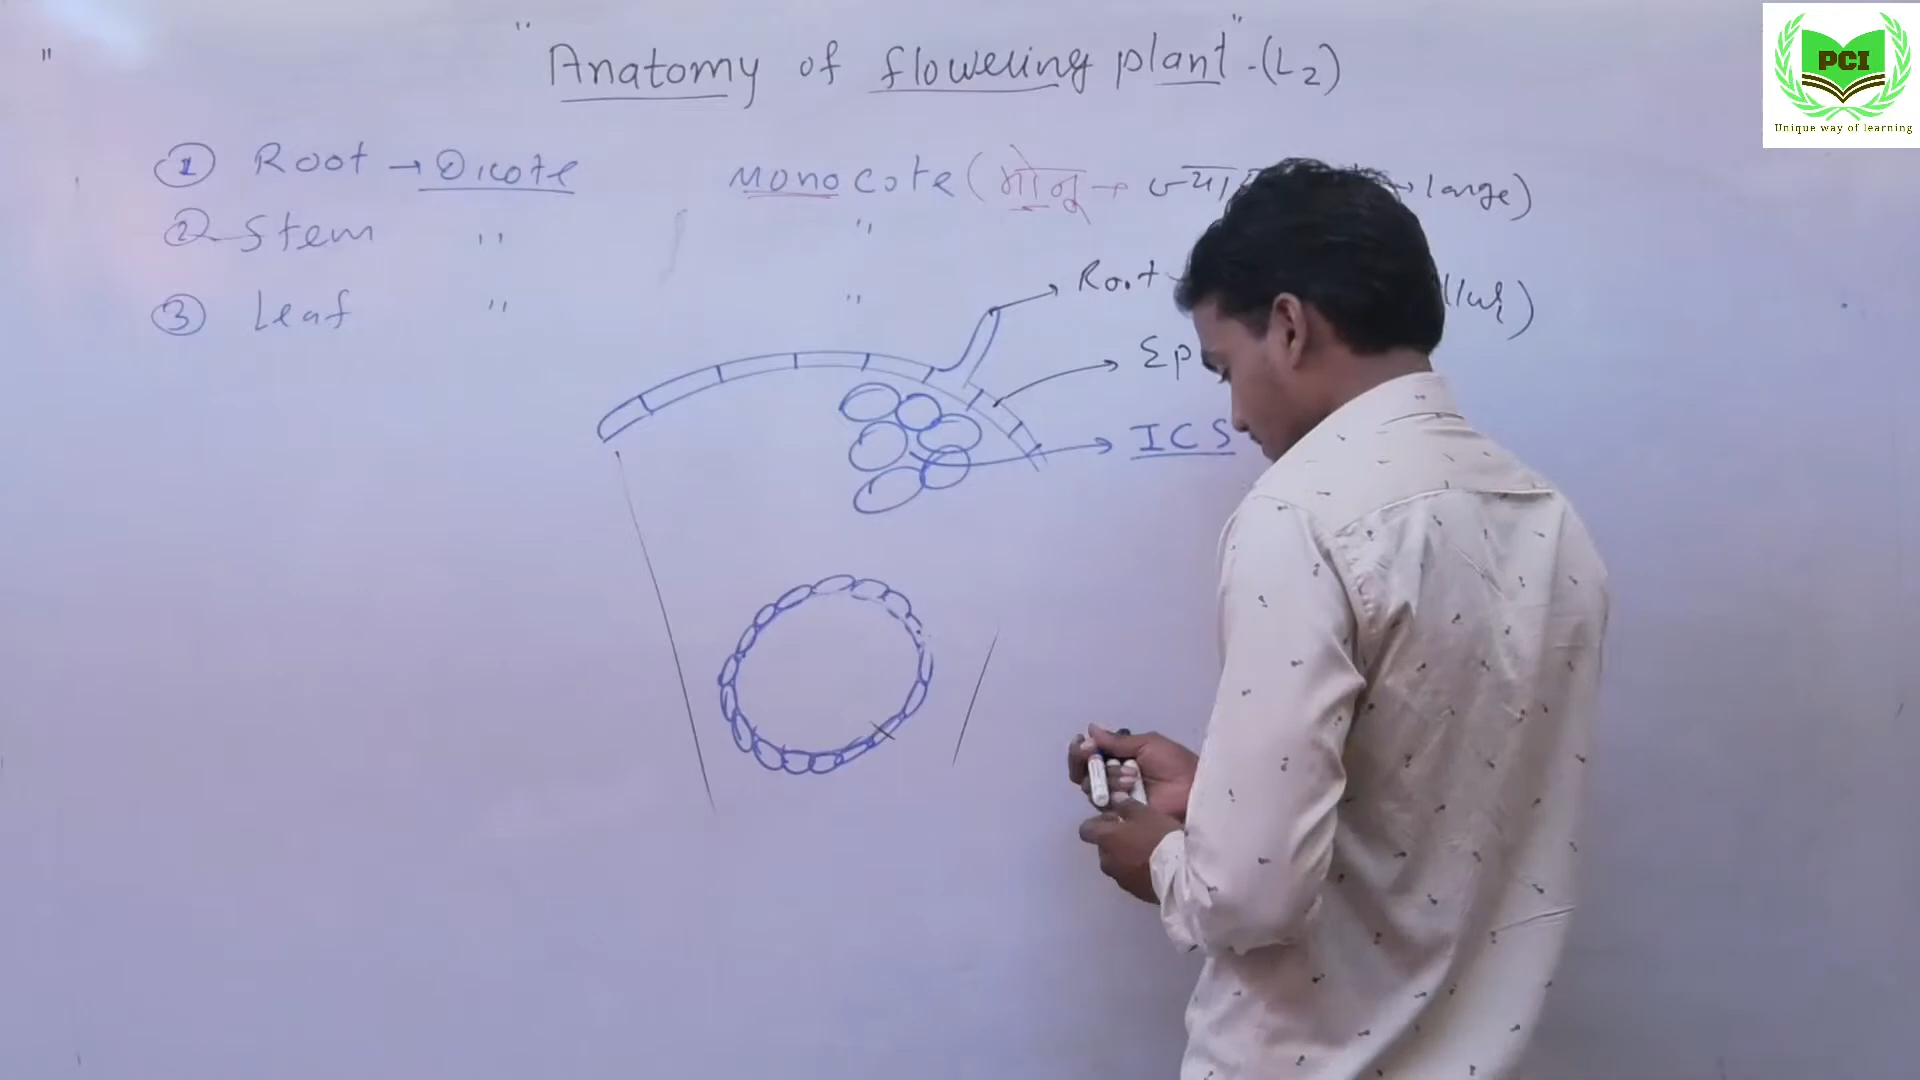 "Anatomy of flowering plant" - (L2)
PCI
Unique way of learning
① Root → Dicote monocote (मोनू → large)
② Stem " "
③ Leaf " "
Root
ICS